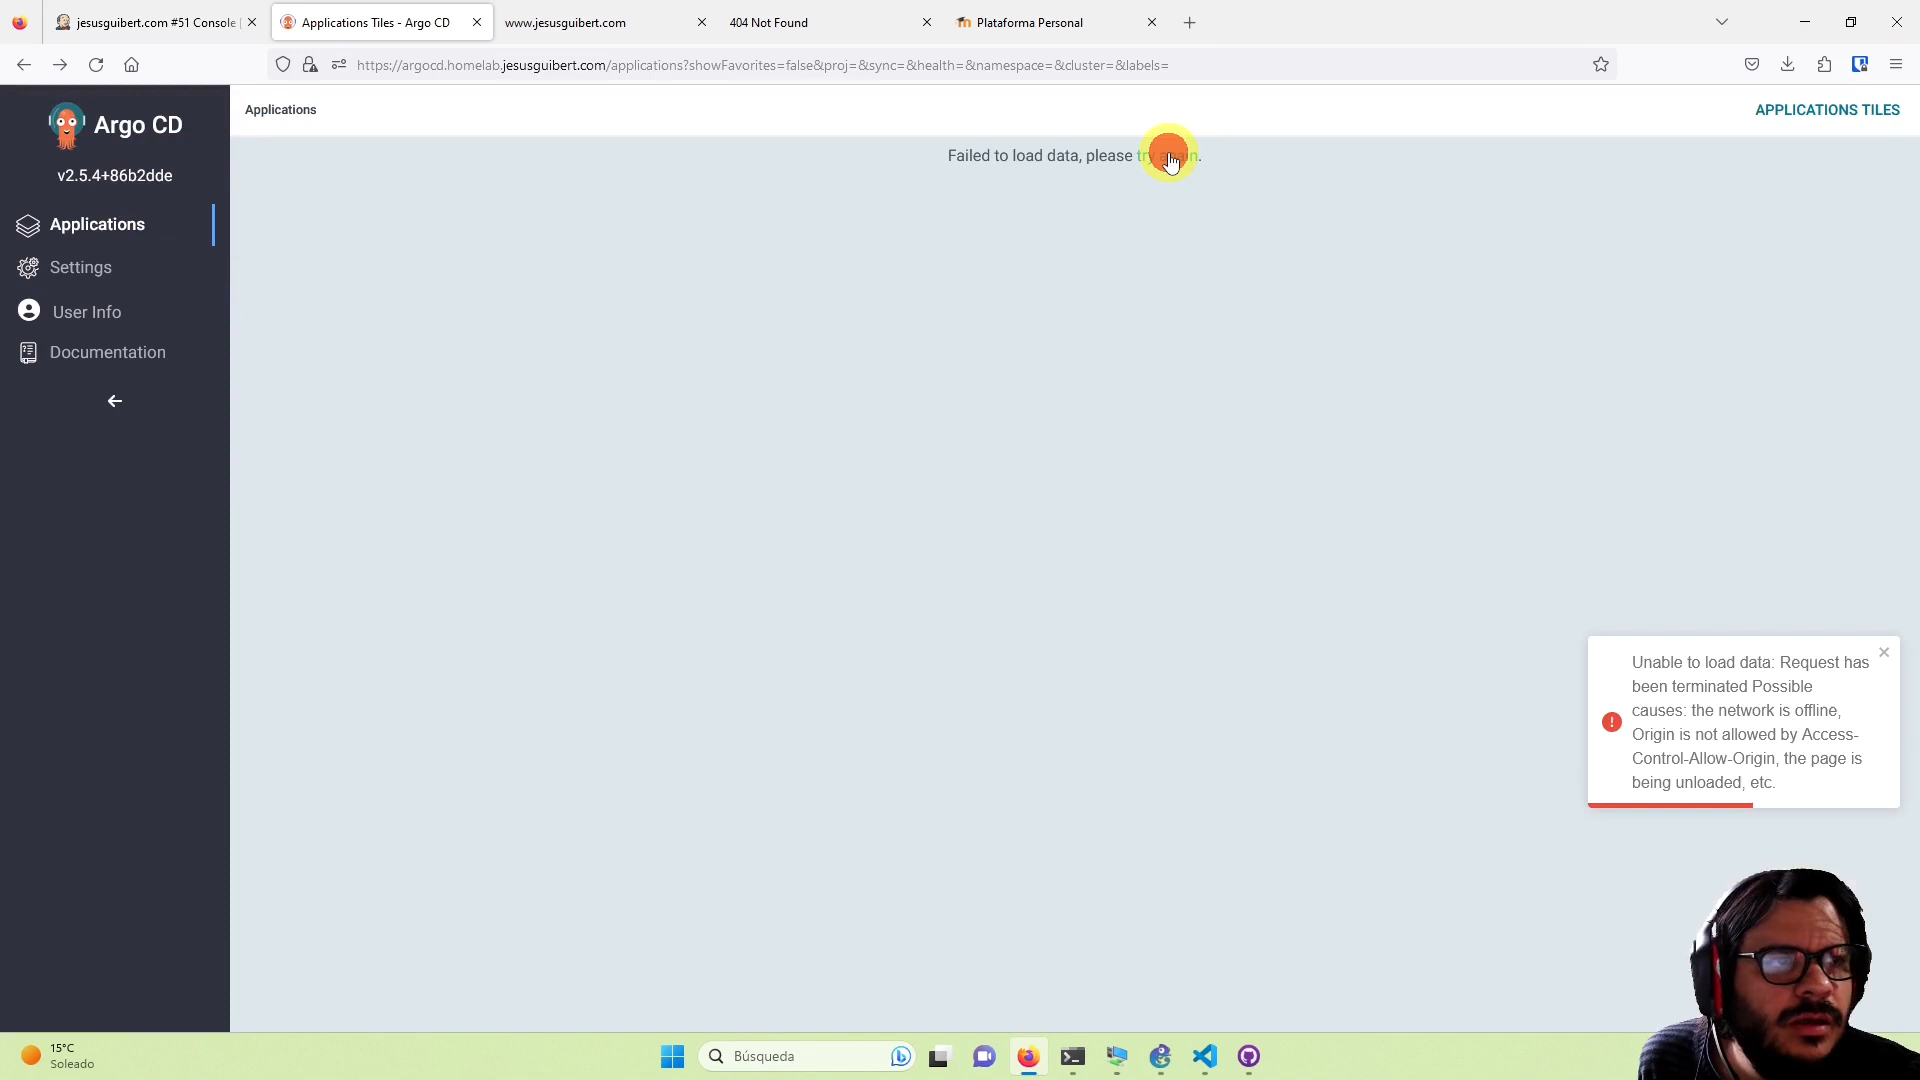 jesusguibert.com #51 Console [
Applications Tiles - Argo CD
www.jesusguibert.com
404 Not Found
Plataforma Personal
https://argocd.homelab.jesusguibert.com/applications?showFavorites=false&proj=&sync=&health=&namespace=&cluster=&labels=
Argo CD
v2.5.4+86b2dde
Applications
Settings
User Info
Documentation
Applications
APPLICATIONS TILES
Failed to load data, please try again.
Unable to load data: Request has
been terminated Possible
causes: the network is offline,
Origin is not allowed by Access-
Control-Allow-Origin, the page is
being unloaded, etc.
15°C
Soleado
Búsqueda